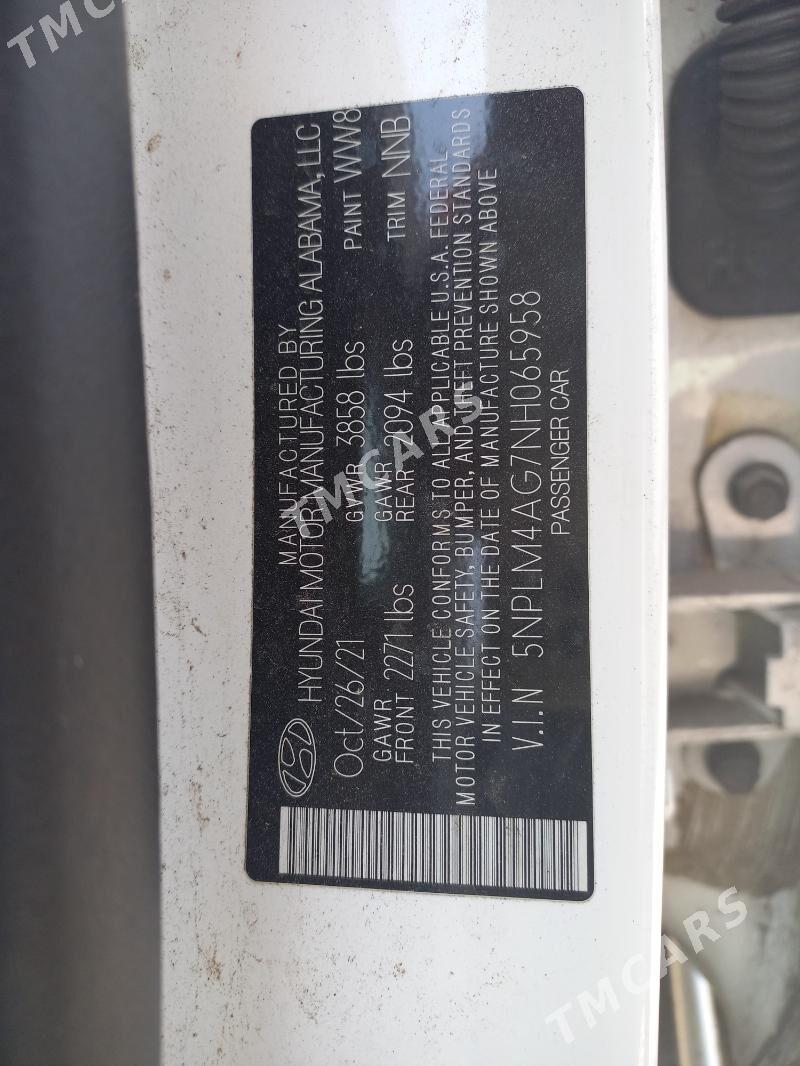 TMCARS
MANUFACTURED BY
HYUNDAI MOTOR MANUFACTURING ALABAMA, LLC
Oct/26/21 GVWR 3858 lbs PAINT WW8
GAWR GAWR
FRONT 2271 lbs REAR 2094 lbs TRIM NNB
THIS VEHICLE CONFORMS TO ALL APPLICABLE U.S.A. FEDERAL
MOTOR VEHICLE SAFETY, BUMPER, AND THEFT PREVENTION STANDARDS
IN EFFECT ON THE DATE OF MANUFACTURE SHOWN ABOVE
V.I.N 5NPLM4AG7NH065958
PASSENGER CAR
TMCARS
TMCARS